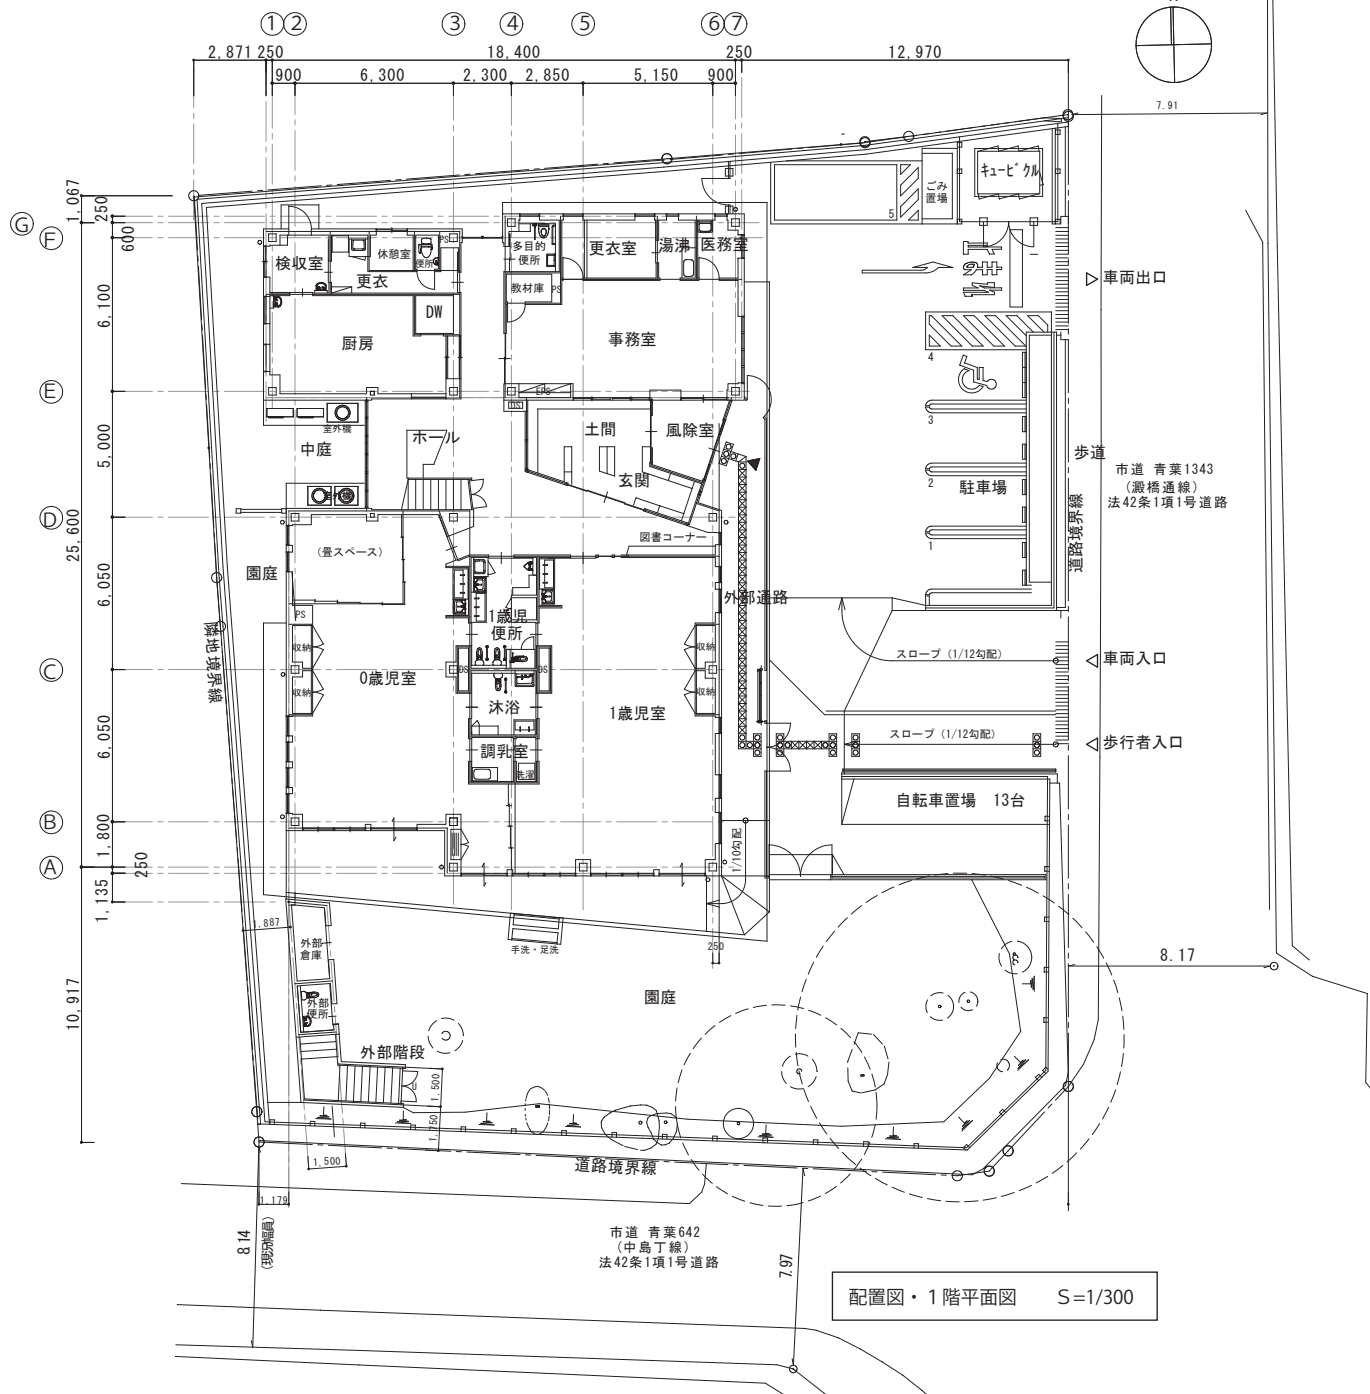 ① ② ③ ④ ⑤ ⑥ ⑦
2,871 250 18,400 250 12,970
900 6,300 2,300 2,850 5,150 900
7.91
1,067
250
600
Ⓖ
Ⓕ
6,100
Ⓔ
5,000
Ⓓ
25,600
6,050
Ⓒ
6,050
Ⓑ
1,800
Ⓐ
250
1,135
10,917
キュービクル
ごみ
置場
5
検収室
休憩室
便所
PS
更衣
多目的
便所
更衣室
湯沸
医務室
教材庫
PS
DW
厨房
事務室
EPS
DS
室外機
中庭
ホール
土間
風除室
玄関
図書コーナー
車両出口
4
3
2
1
駐車場
歩道
市道 青葉1343
(澱橋通線)
法42条1項1号道路
道路境界線
(畳スペース)
園庭
隣地境界線
PS
収納
収納
0歳児室
1歳児
便所
DS
DS
沐浴
調乳室
洗濯
1歳児室
収納
収納
外部通路
スロープ (1/12勾配)
車両入口
スロープ (1/12勾配)
歩行者入口
自転車置場 13台
1/10勾配
1.887
外部
倉庫
外部
便所
外部階段
手洗・足洗
250
園庭
8.17
U
1,500
1,750
1,500
1,179
道路境界線
8.14
(現況幅員)
市道 青葉642
(中島丁線)
法42条1項1号道路
7.97
配置図・1階平面図 S=1/300